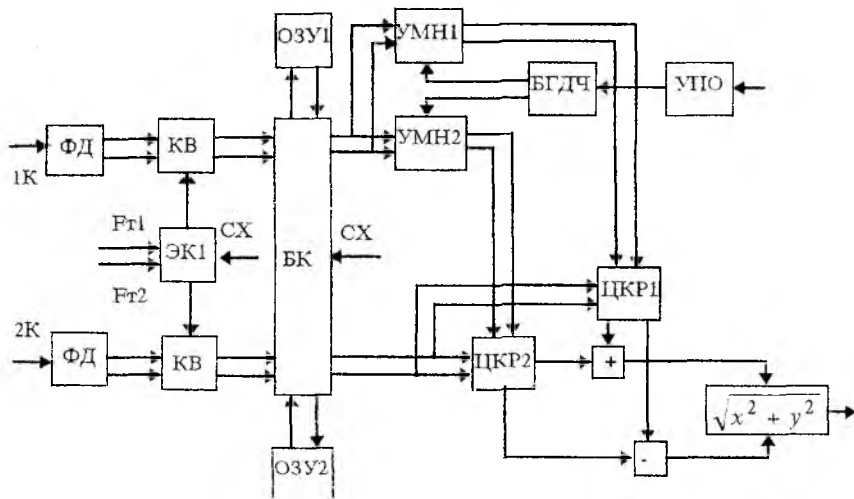 ОЗУ1
УМН1
БГДЧ
УПО
ФД
КВ
УМН2
1К
Fт1
ЭК1
СХ
БК
СХ
Fт2
ЦКР1
2К
ФД
КВ
ЦКР2
+
√x² + y²
-
ОЗУ2